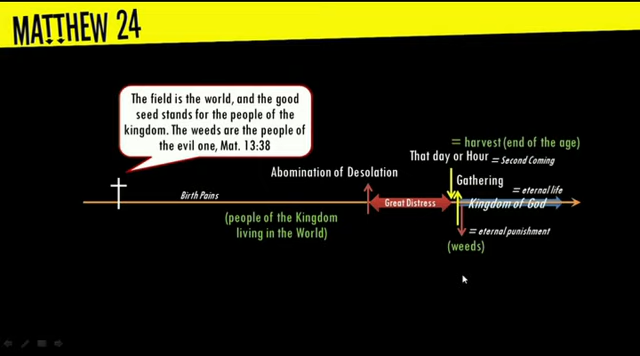 MATTHEW 24
The field is the world, and the good
seed stands for the people of the
kingdom. The weeds are the people of
the evil one, Mat. 13:38
= harvest (end of the age)
That day or Hour = Second Coming
Abomination of Desolation
Gathering
Birth Pains
= eternal life
Great Distress
Kingdom of God
(people of the Kingdom
living in the World)
= eternal punishment
(weeds)